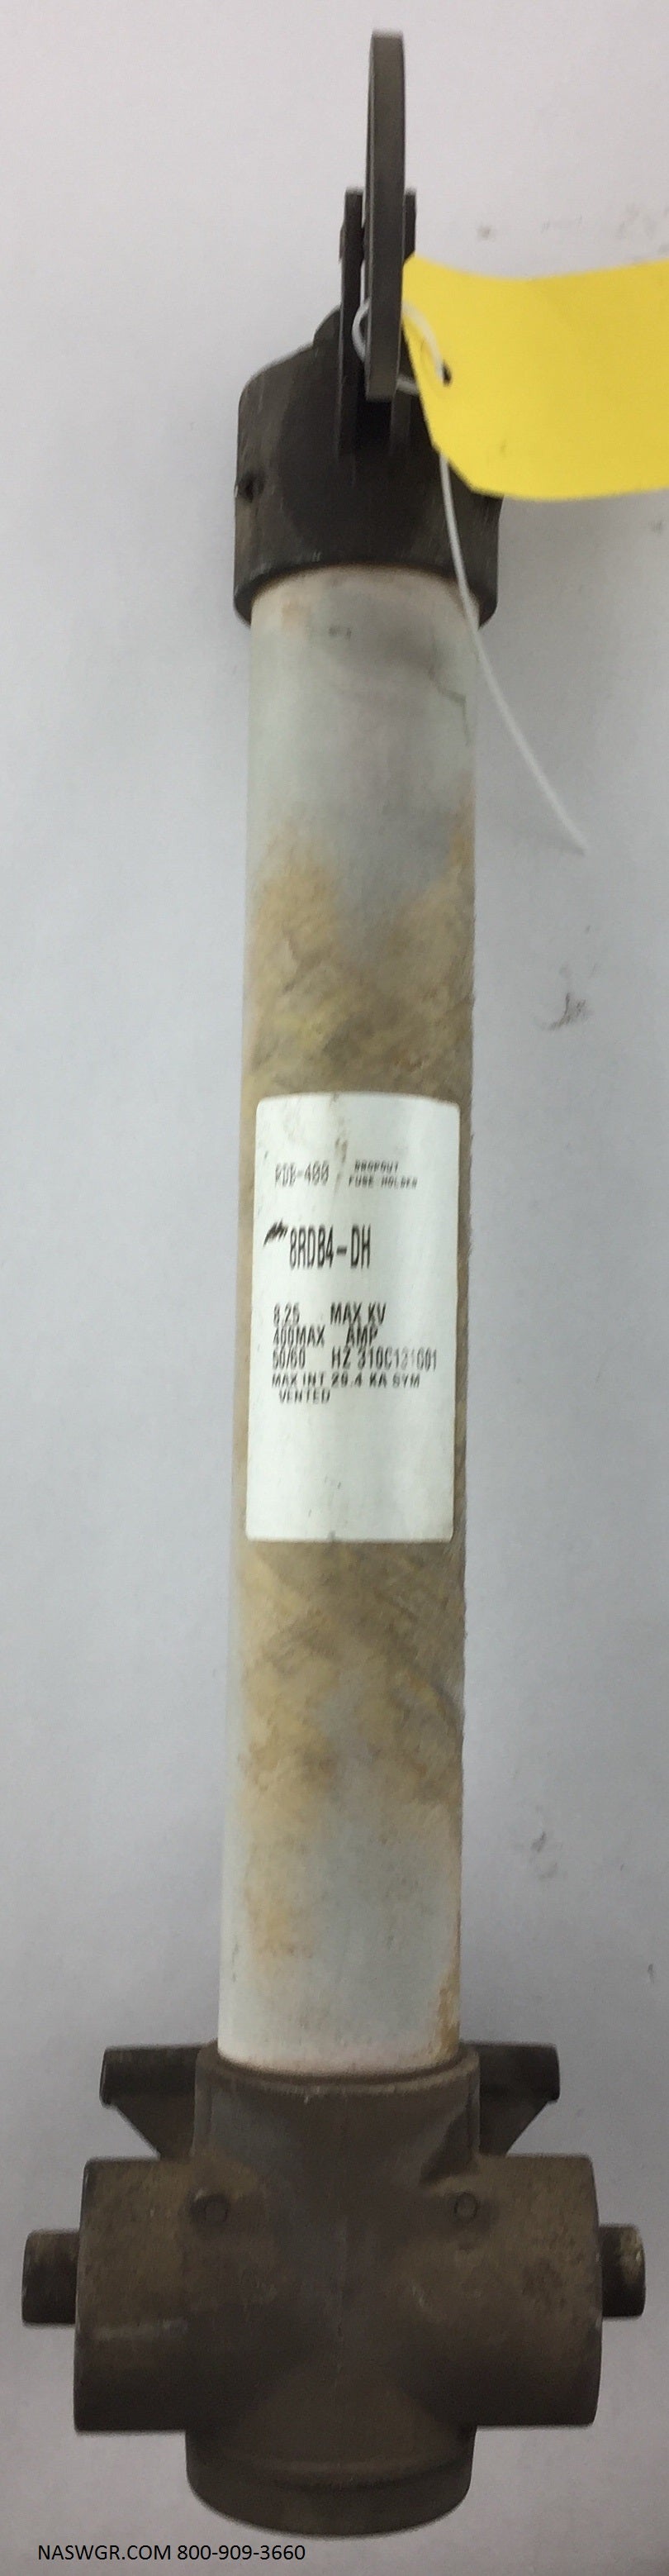 RDB-400 DROPOUT
FUSE HOLDER
8RDB4-DH
8.25 MAX KV
400MAX AMP
50/60 HZ 310C121G01
MAX INT 29.4 KA SYM
VENTED
NASWGR.COM 800-909-3660